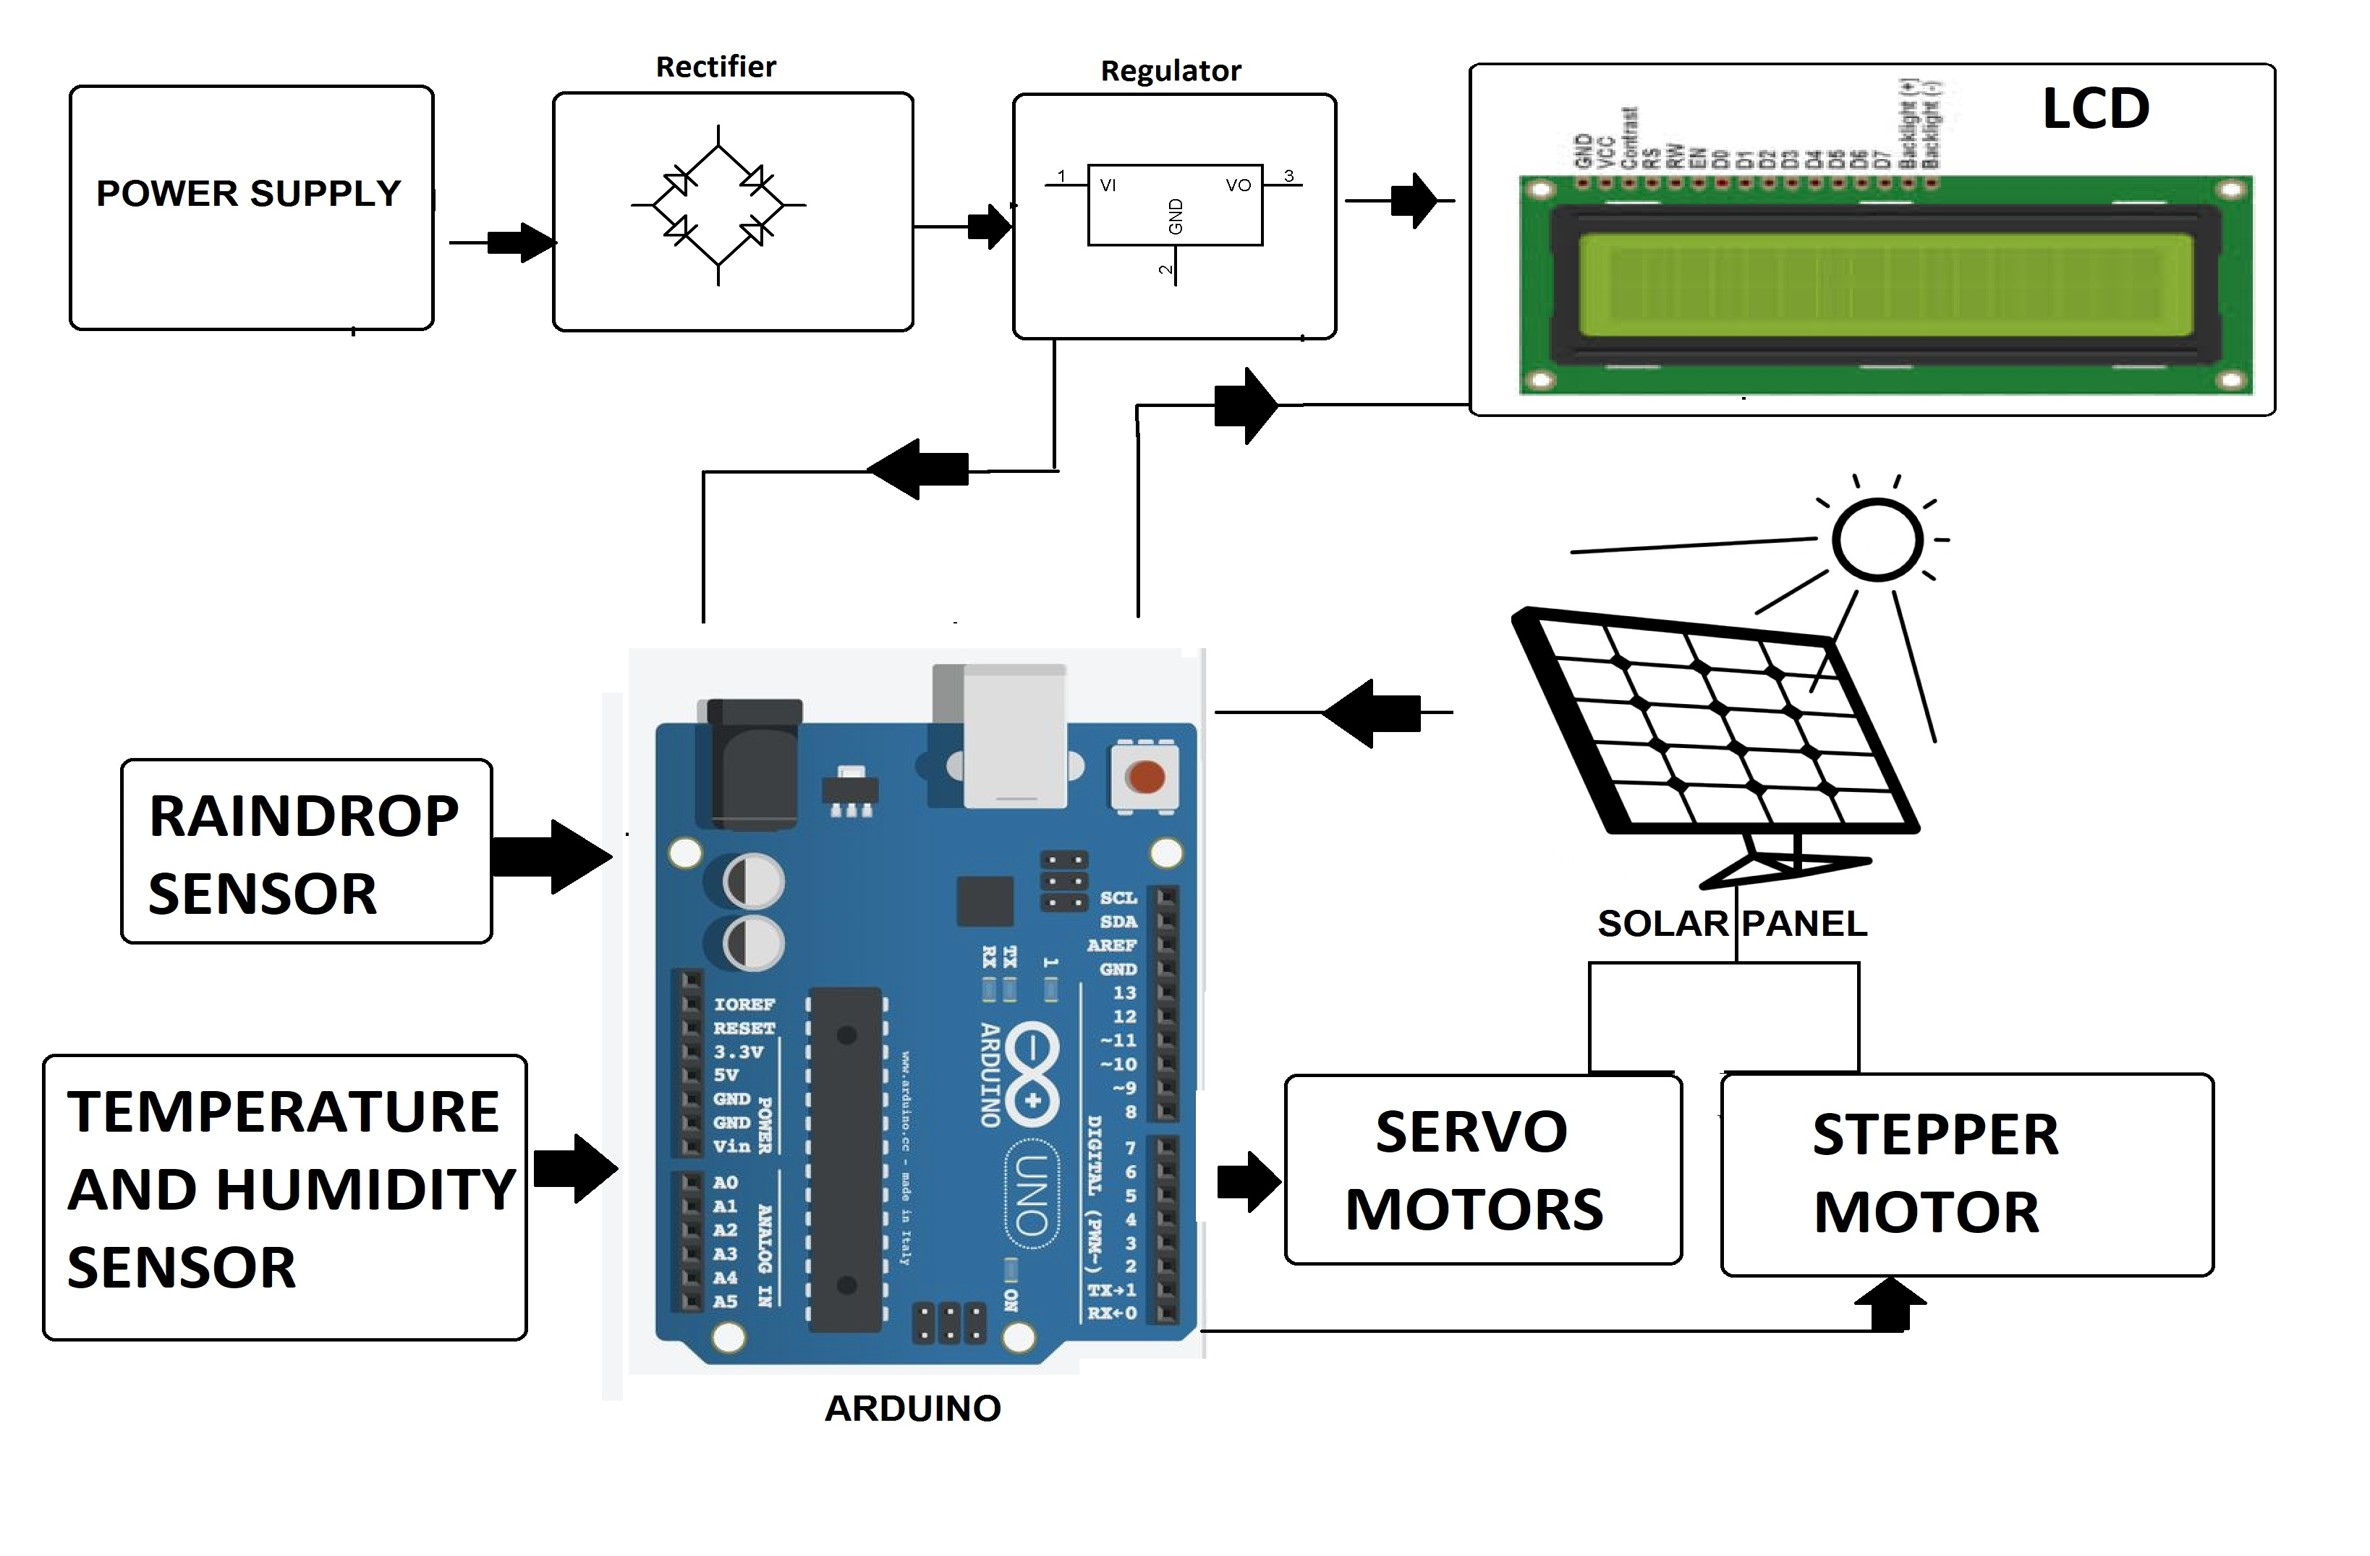 Rectifier
Regulator
POWER SUPPLY
1
VI
VO
3
GND
2
LCD
GND
VCC
Contrast
RS
RW
EN
D0
D1
D2
D3
D4
D5
D6
D7
Backlight (+)
Backlight (-)
RAINDROP
SENSOR
TEMPERATURE
AND HUMIDITY
SENSOR
SCL
SDA
AREF
GND
13
12
~11
~10
~9
8
7
6
5
4
3
2
TX→1
RX←0
DIGITAL (PWM~)
RX
TX
1
ARDUINO
UNO
ON
www.arduino.cc - made in Italy
IOREF
RESET
3.3V
5V
GND
GND
Vin
POWER
A0
A1
A2
A3
A4
A5
ANALOG IN
ARDUINO
SOLAR PANEL
SERVO
MOTORS
STEPPER
MOTOR